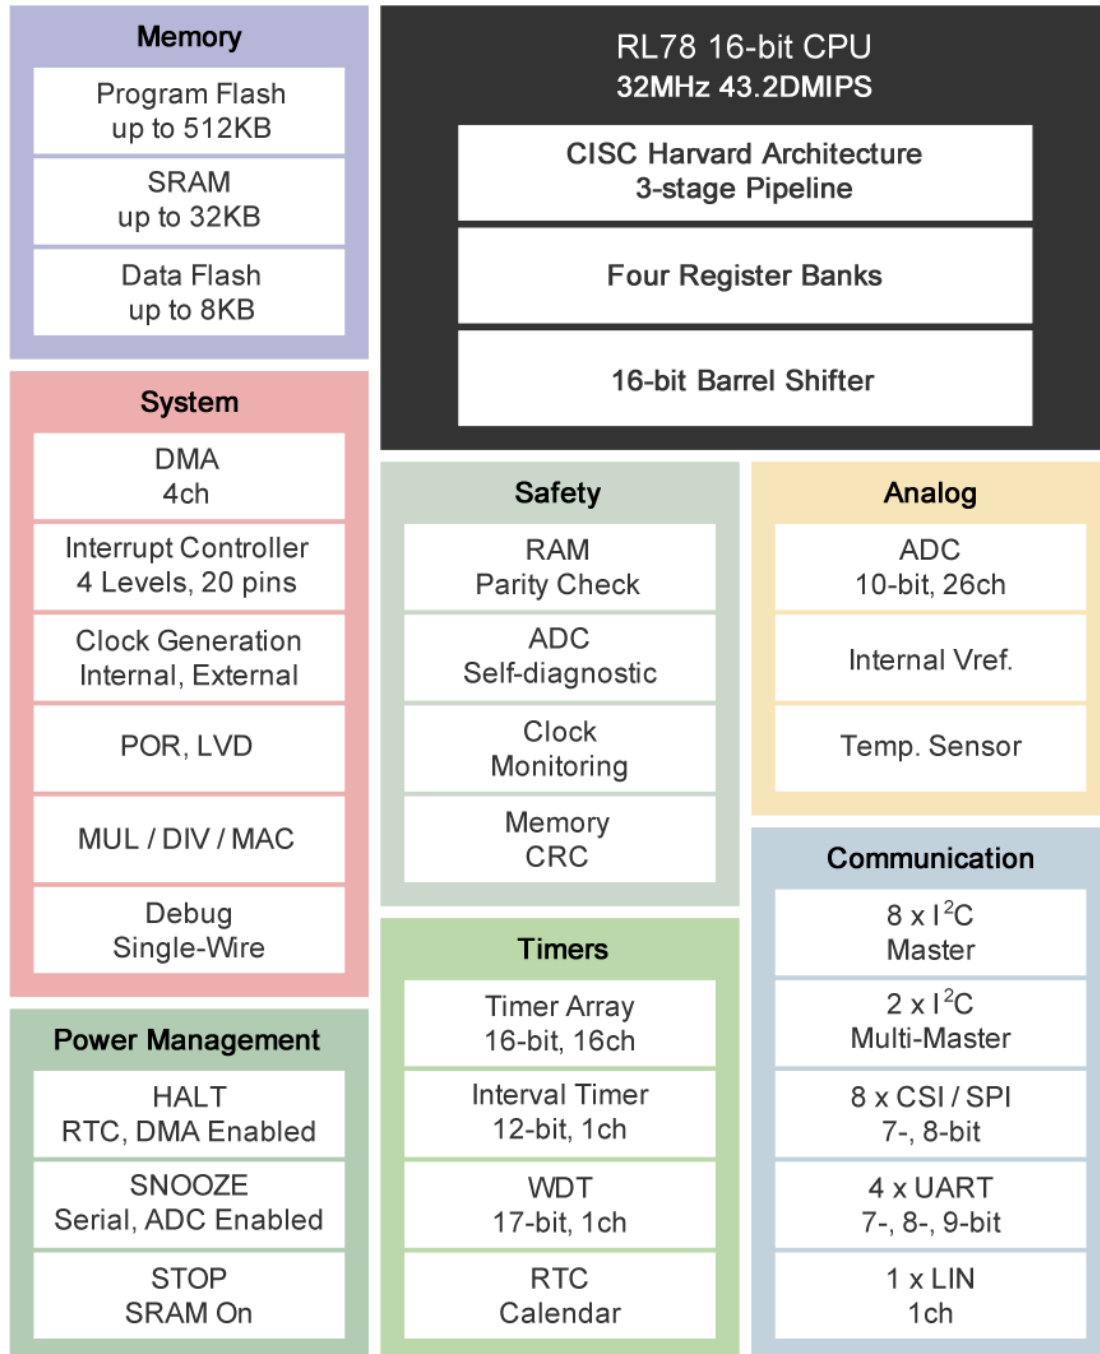 Memory
Program Flash
up to 512KB
SRAM
up to 32KB
Data Flash
up to 8KB
RL78 16-bit CPU
32MHz 43.2DMIPS
CISC Harvard Architecture
3-stage Pipeline
Four Register Banks
16-bit Barrel Shifter
System
DMA
4ch
Interrupt Controller
4 Levels, 20 pins
Clock Generation
Internal, External
POR, LVD
MUL / DIV / MAC
Debug
Single-Wire
Safety
RAM
Parity Check
ADC
Self-diagnostic
Clock
Monitoring
Memory
CRC
Analog
ADC
10-bit, 26ch
Internal Vref.
Temp. Sensor
Power Management
HALT
RTC, DMA Enabled
SNOOZE
Serial, ADC Enabled
STOP
SRAM On
Timers
Timer Array
16-bit, 16ch
Interval Timer
12-bit, 1ch
WDT
17-bit, 1ch
RTC
Calendar
Communication
8 x I²C
Master
2 x I²C
Multi-Master
8 x CSI / SPI
7-, 8-bit
4 x UART
7-, 8-, 9-bit
1 x LIN
1ch